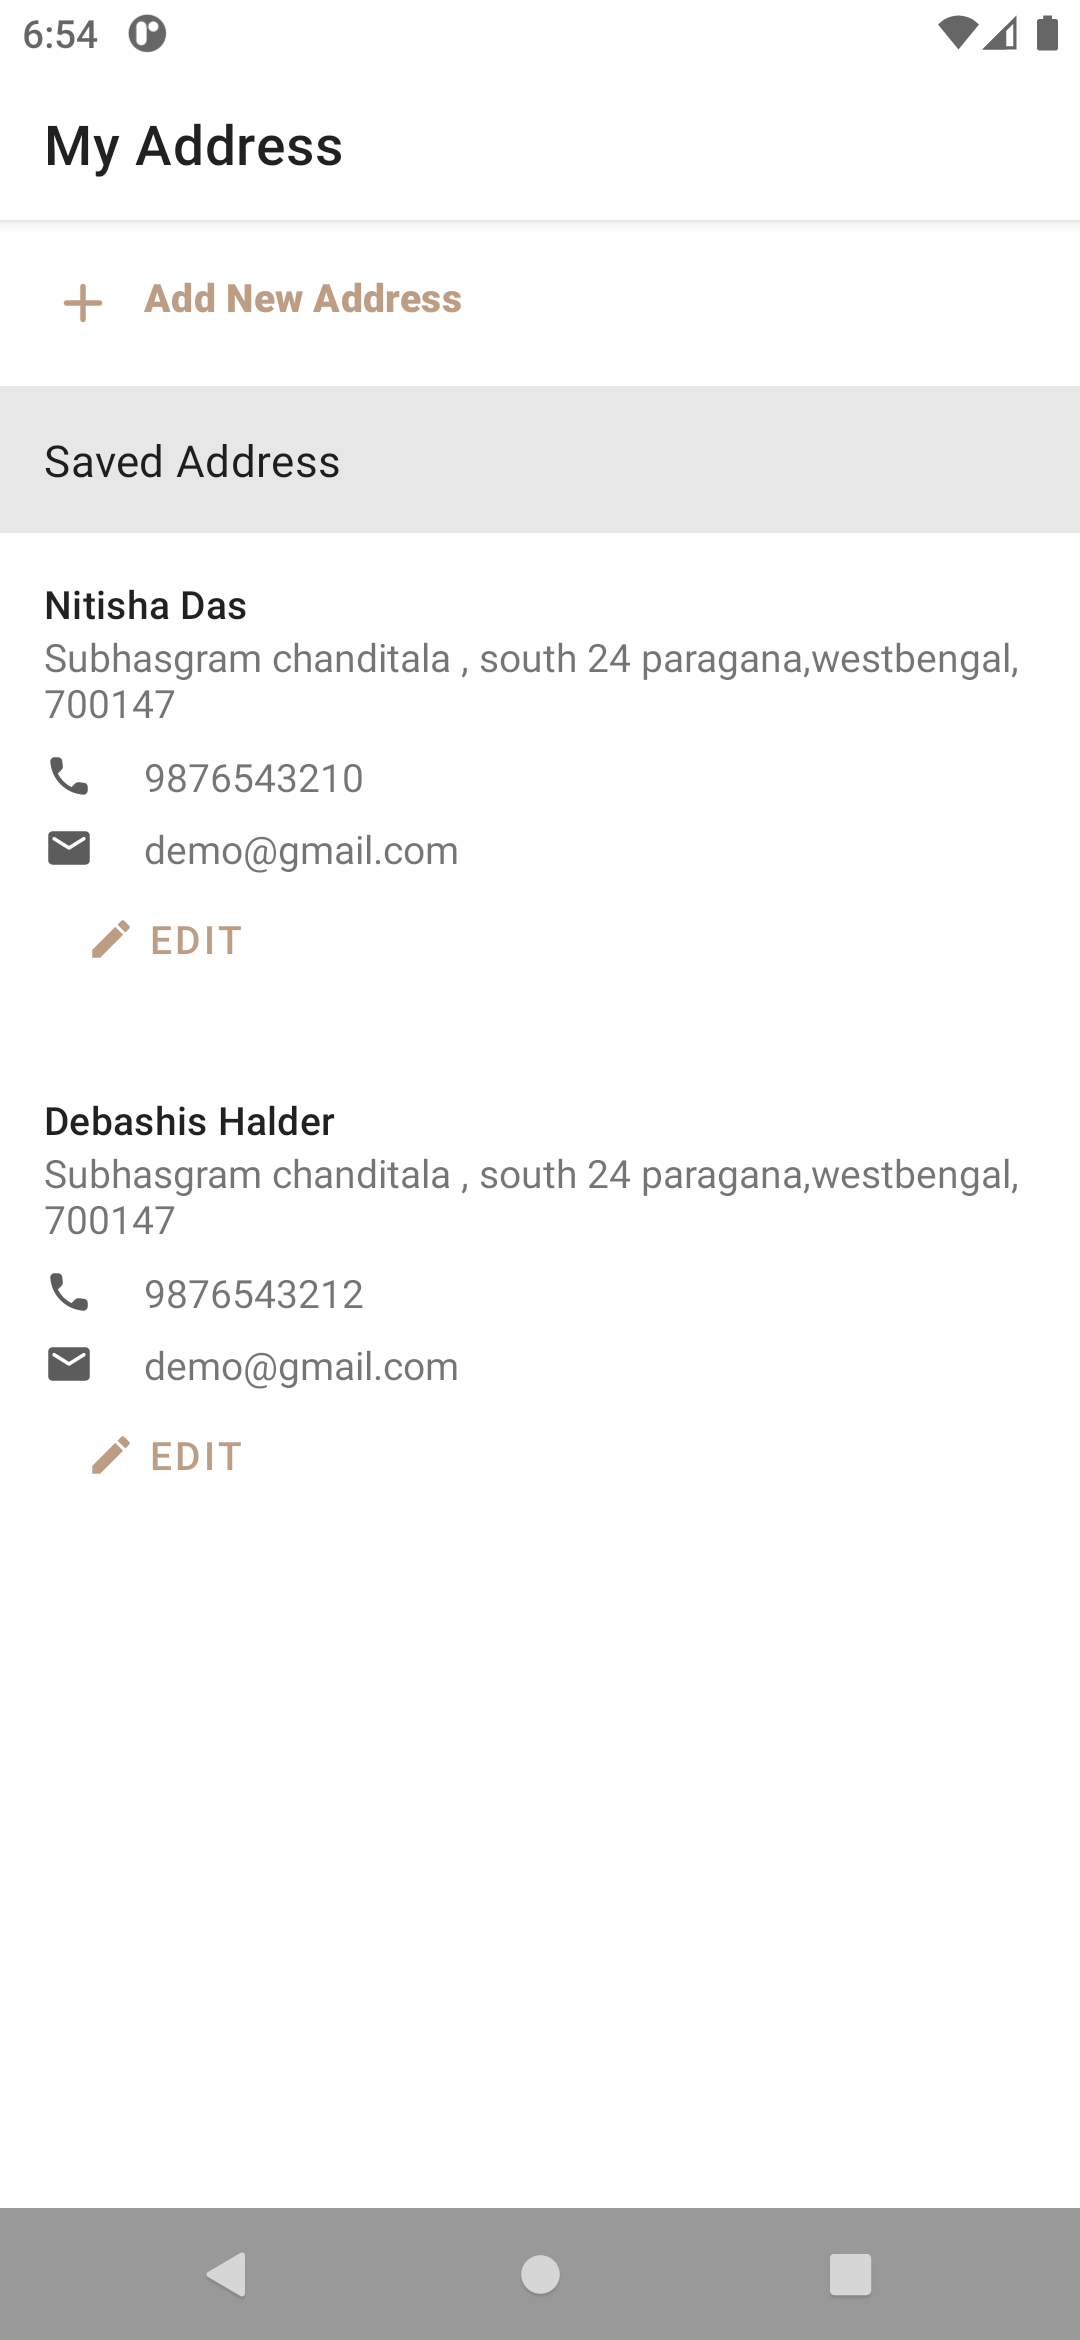 6:54
My Address
Add New Address
Saved Address
Nitisha Das
Subhasgram chanditala , south 24 paragana,westbengal,
700147
9876543210
demo@gmail.com
EDIT
Debashis Halder
Subhasgram chanditala , south 24 paragana,westbengal,
700147
9876543212
demo@gmail.com
EDIT